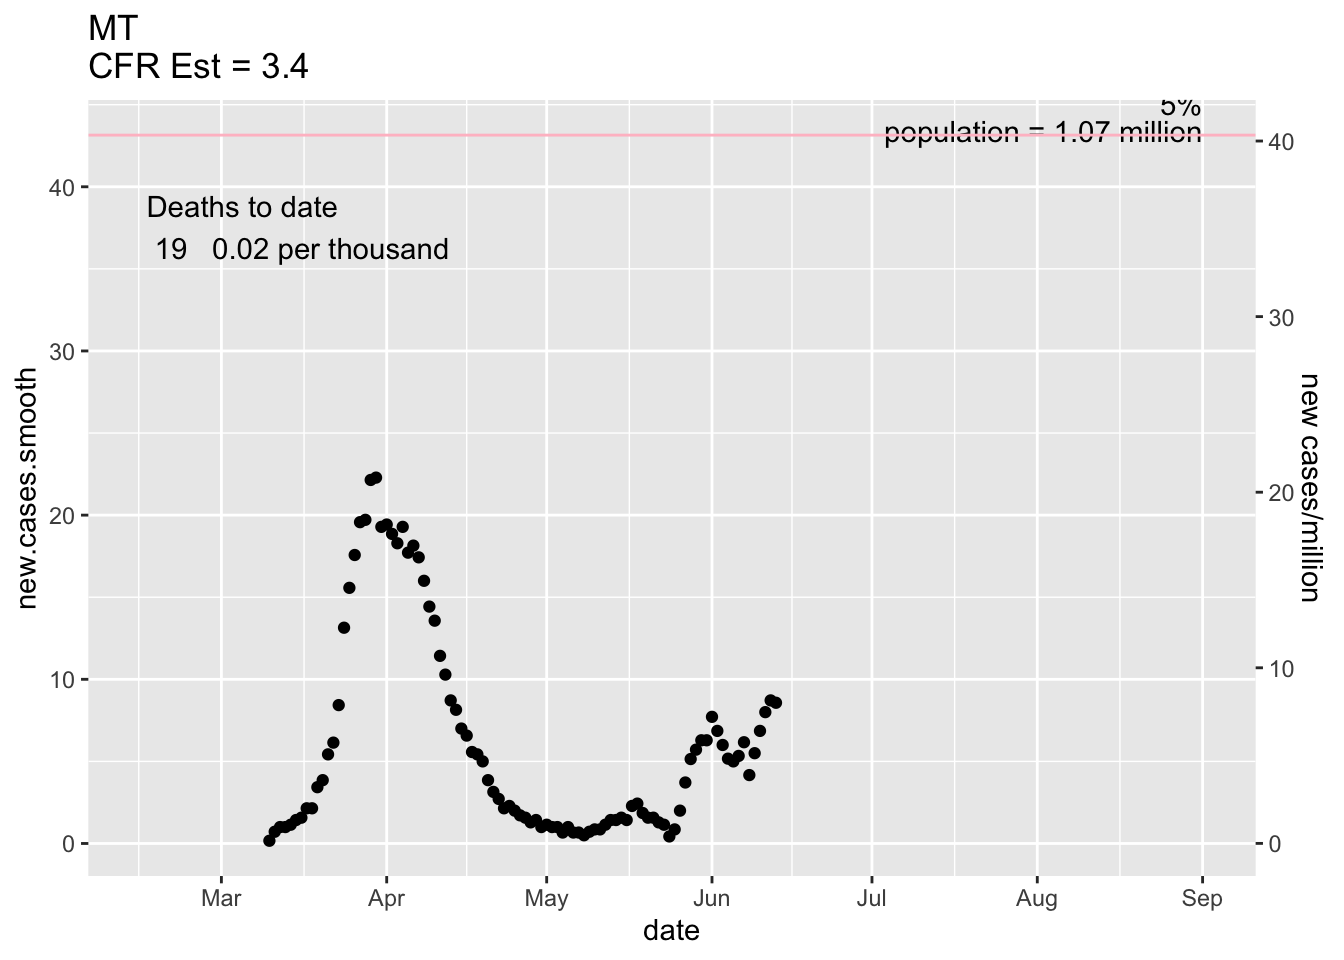 MT
CFR Est = 3.4
5%
population = 1.07 million
Deaths to date
19 0.02 per thousand
40
30
20
10
0
new.cases.smooth
40
30
20
10
0
new cases/million
Mar Apr May Jun Jul Aug Sep
date